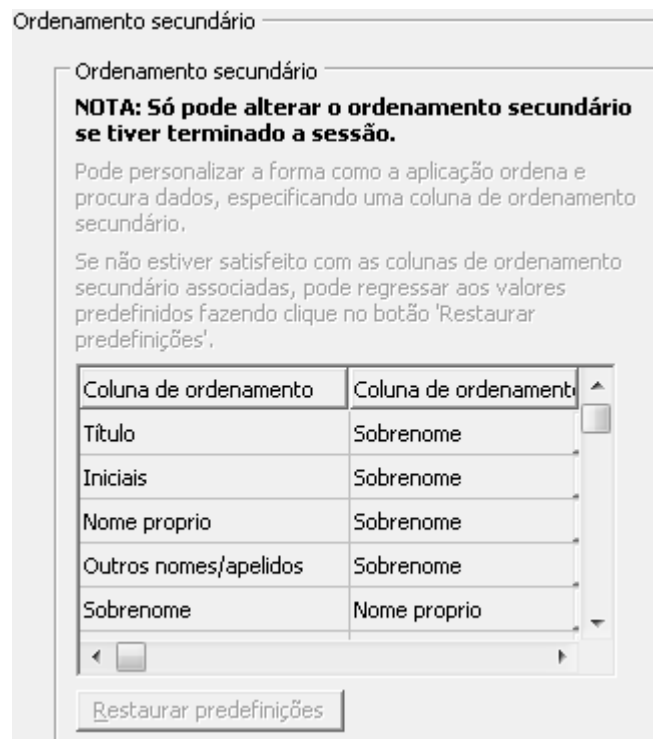 Ordenamento secundário
Ordenamento secundário
NOTA: Só pode alterar o ordenamento secundário
se tiver terminado a sessão.
Pode personalizar a forma como a aplicação ordena e
procura dados, especificando uma coluna de ordenamento
secundário.
Se não estiver satisfeito com as colunas de ordenamento
secundário associadas, pode regressar aos valores
predefinidos fazendo clique no botão 'Restaurar
predefinições'.
Coluna de ordenamento Coluna de ordenamento
Título Sobrenome
Iniciais Sobrenome
Nome proprio Sobrenome
Outros nomes/apelidos Sobrenome
Sobrenome Nome proprio
Restaurar predefinições